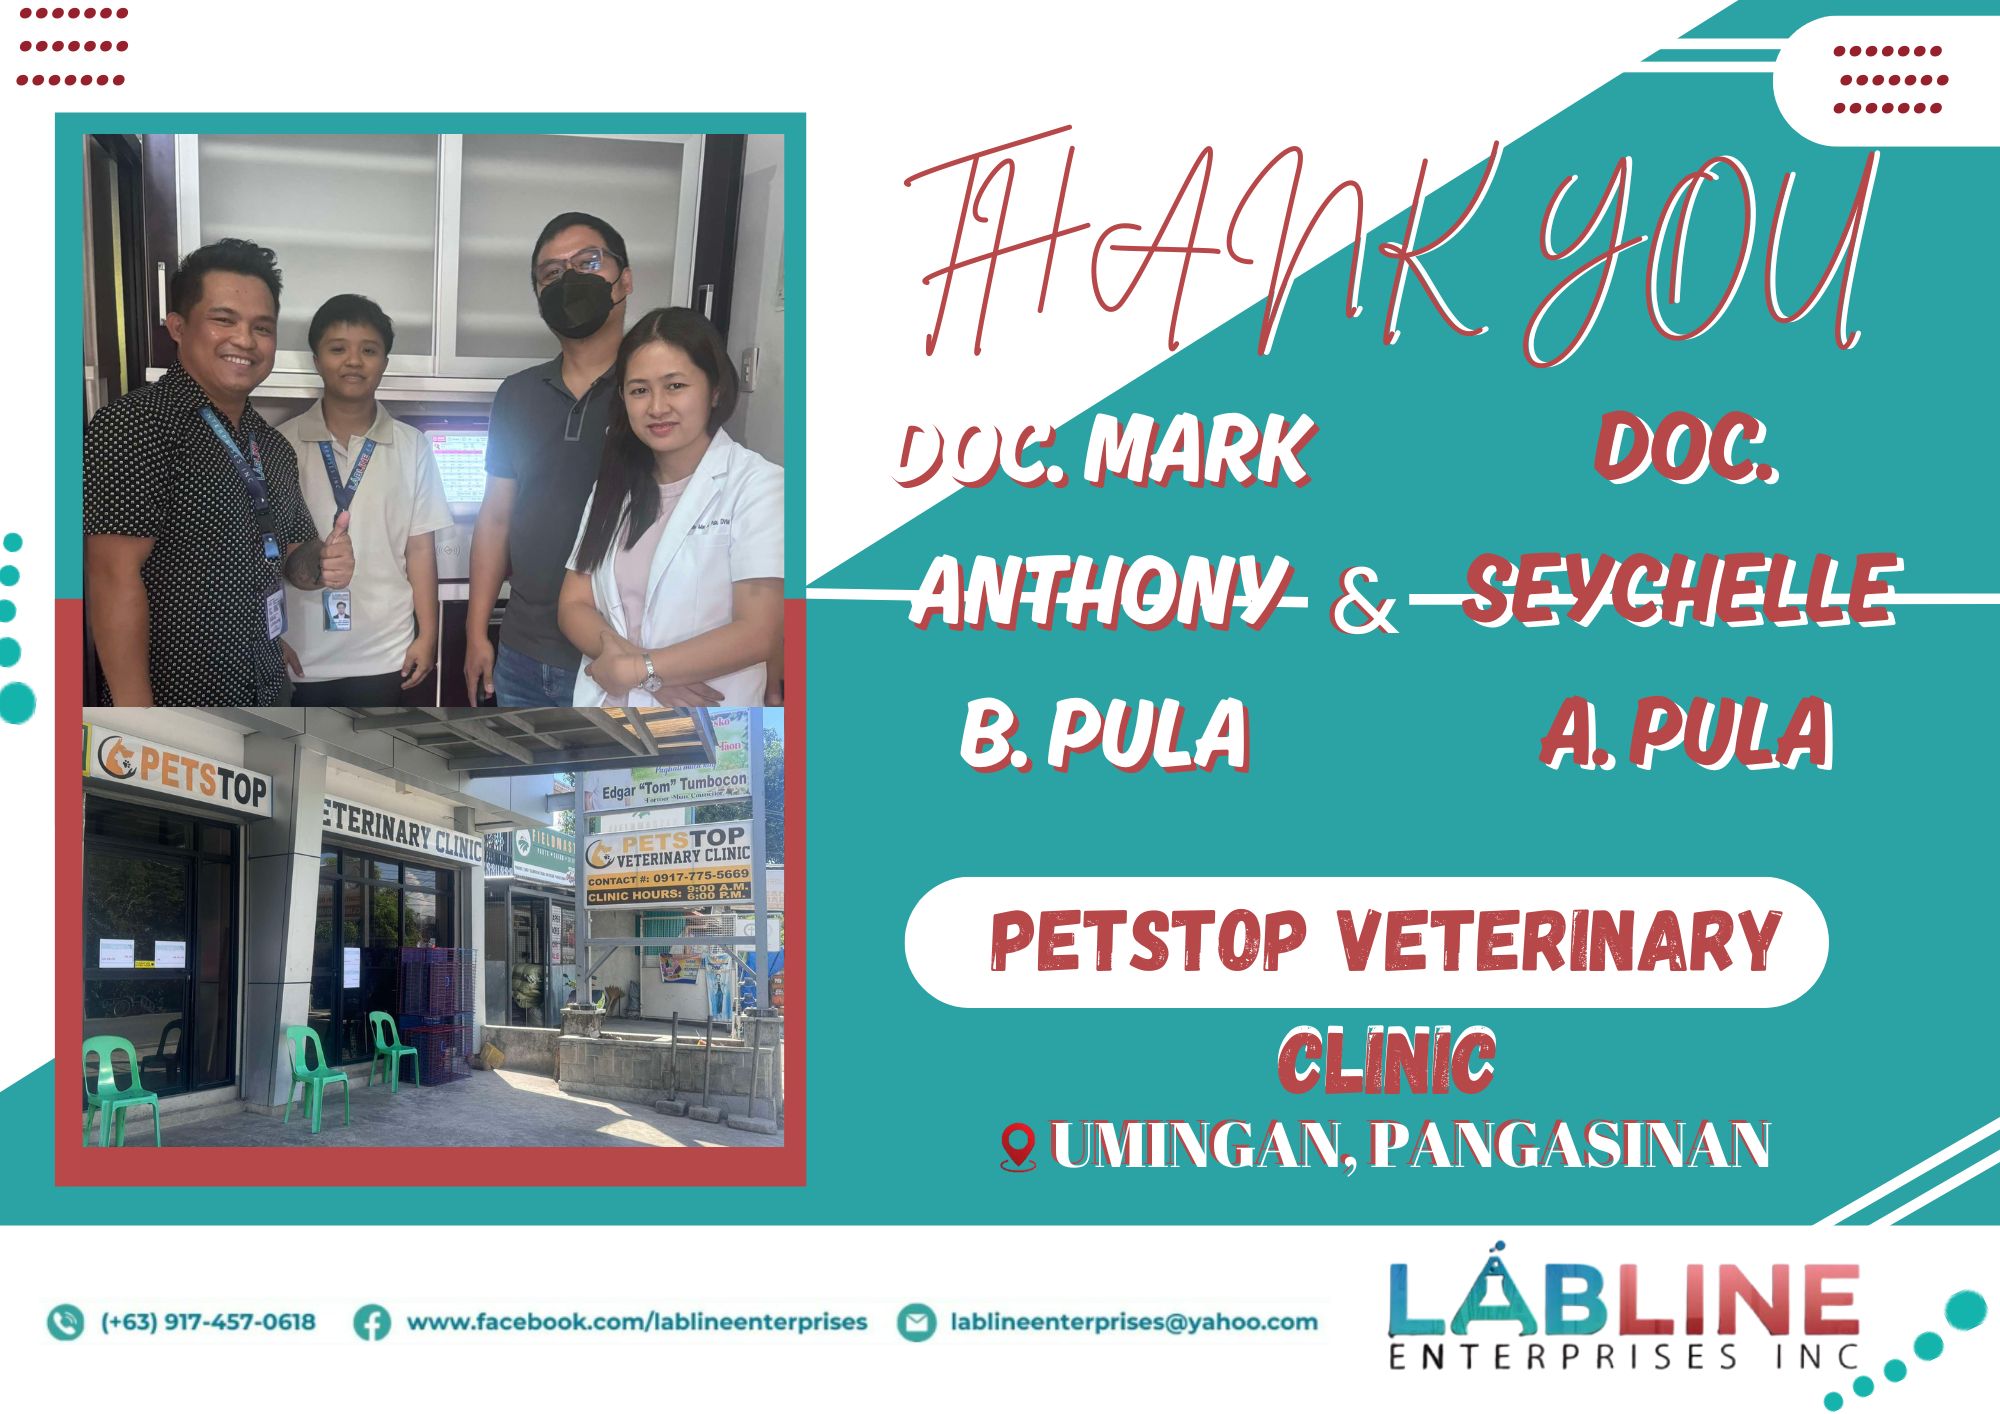 THANK YOU
DOC. MARK
ANTHONY
B. PULA
&
DOC.
SEYCHELLE
A. PULA
PETSTOP VETERINARY
CLINIC
UMINGAN, PANGASINAN
PETSTOP
ETERINARY CLINIC
Edgar "Tom" Tumbocon
FIELDMAST
PETSTOP
VETERINARY CLINIC
CONTACT #: 0917-775-5669
CLINIC HOURS: 9:00 A.M.
6:00 P.M.
(+63) 917-457-0618
www.facebook.com/lablineenterprises
lablineenterprises@yahoo.com
LABLINE
ENTERPRISES INC